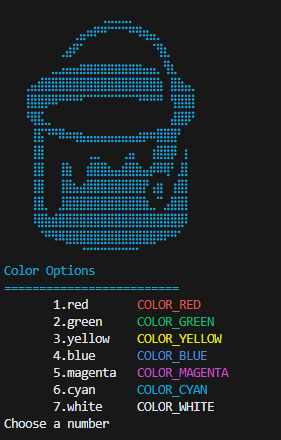 Color Options
=========================
1.red COLOR_RED
2.green COLOR_GREEN
3.yellow COLOR_YELLOW
4.blue COLOR_BLUE
5.magenta COLOR_MAGENTA
6.cyan COLOR_CYAN
7.white COLOR_WHITE
Choose a number